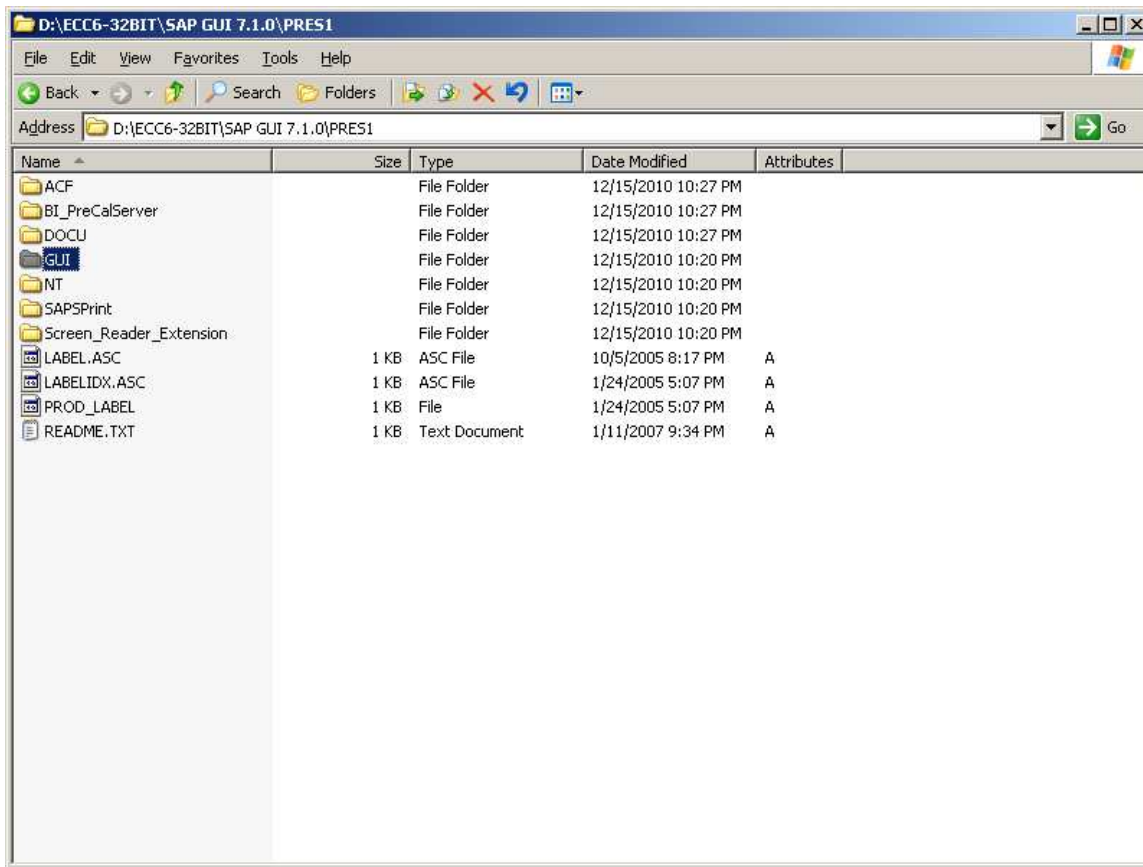 D:\ECC6-32BIT\SAP GUI 7.1.0\PRES1
File Edit View Favorites Tools Help
Back Search Folders
Address D:\ECC6-32BIT\SAP GUI 7.1.0\PRES1 Go
Name Size Type Date Modified Attributes
ACF File Folder 12/15/2010 10:27 PM
BI_PreCalServer File Folder 12/15/2010 10:27 PM
DOCU File Folder 12/15/2010 10:27 PM
GUI File Folder 12/15/2010 10:20 PM
NT File Folder 12/15/2010 10:20 PM
SAPSPrint File Folder 12/15/2010 10:20 PM
Screen_Reader_Extension File Folder 12/15/2010 10:20 PM
LABEL.ASC 1 KB ASC File 10/5/2005 8:17 PM A
LABELIDX.ASC 1 KB ASC File 1/24/2005 5:07 PM A
PROD_LABEL 1 KB File 1/24/2005 5:07 PM A
README.TXT 1 KB Text Document 1/11/2007 9:34 PM A